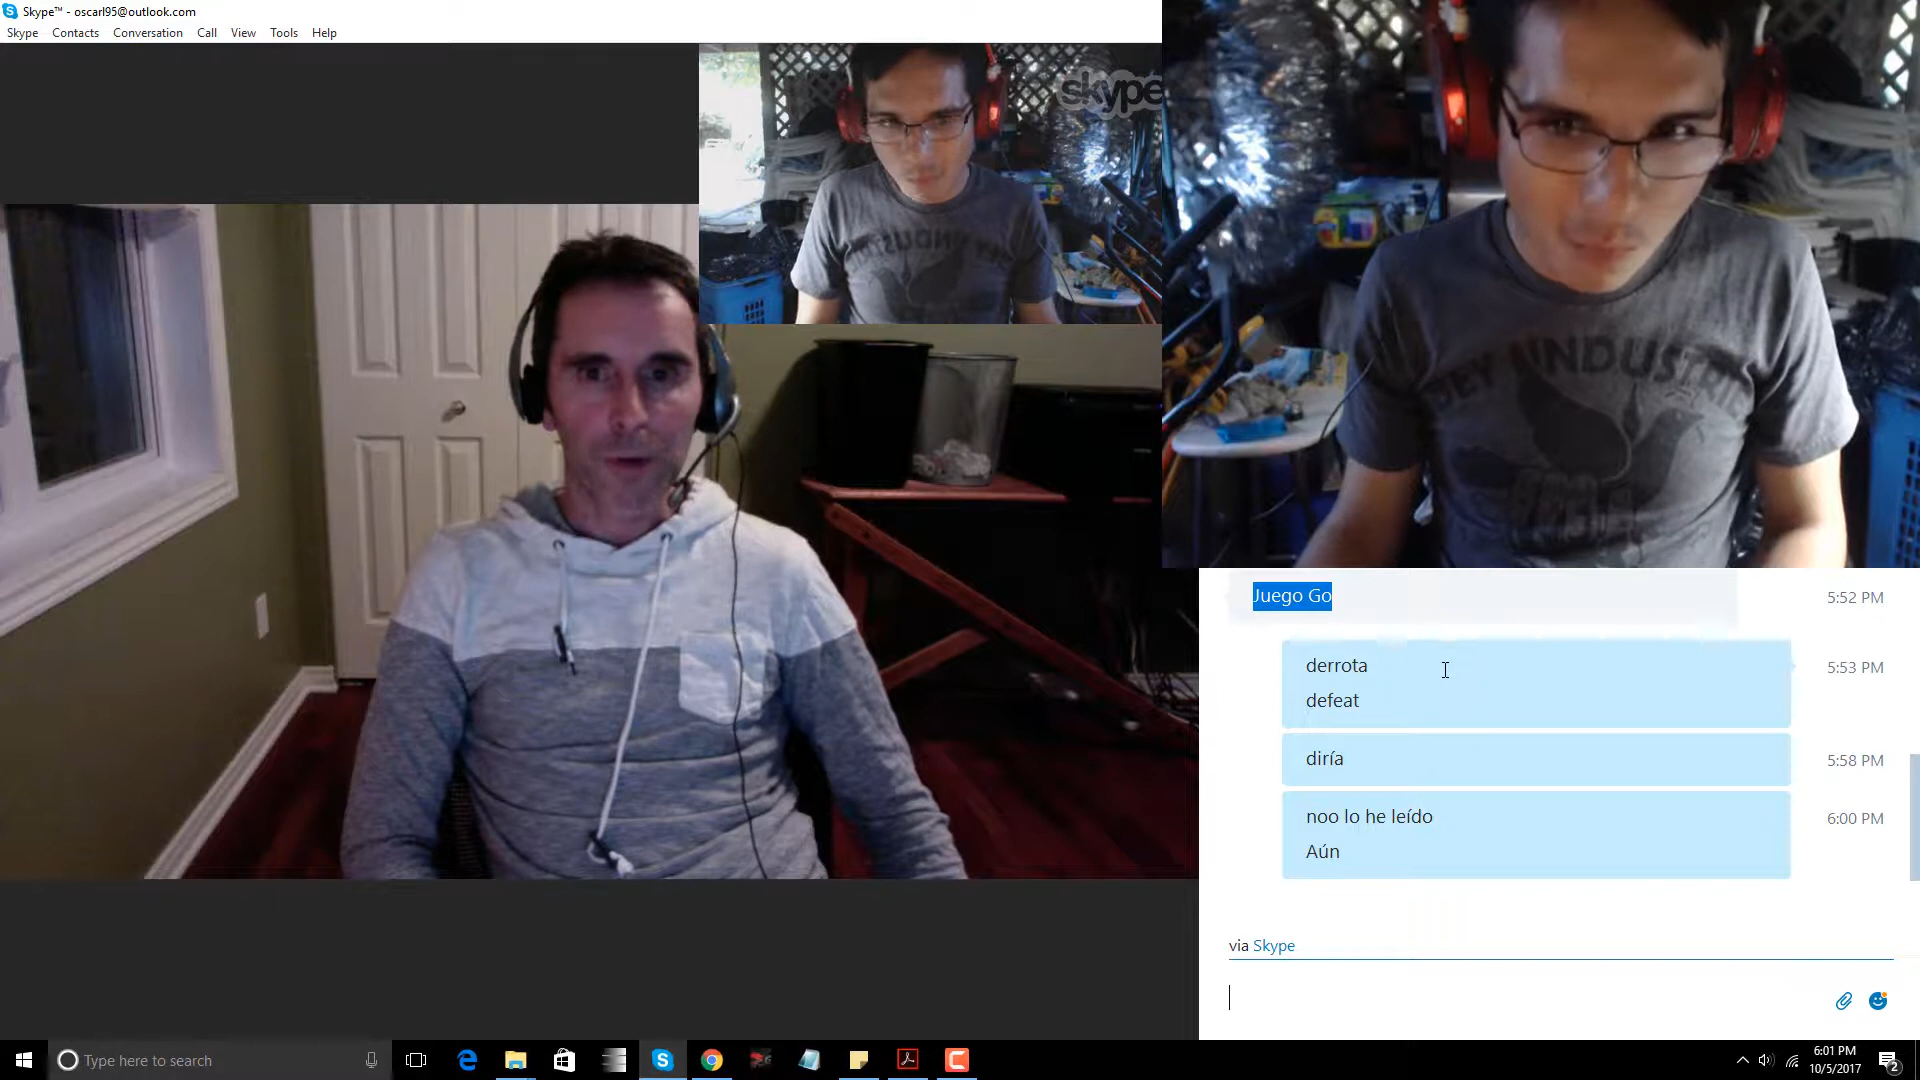 Skype™ - oscarl95@outlook.com
Skype Contacts Conversation Call View Tools Help
skype
Juego Go
5:52 PM
derrota
5:53 PM
defeat
diría
5:58 PM
noo lo he leído
6:00 PM
Aún
via Skype
Type here to search
6:01 PM
10/5/2017
2